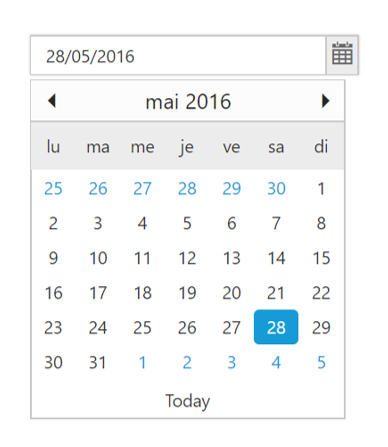 28/05/2016
mai 2016
lu ma me je ve sa di
25 26 27 28 29 30 1
2 3 4 5 6 7 8
9 10 11 12 13 14 15
16 17 18 19 20 21 22
23 24 25 26 27 28 29
30 31 1 2 3 4 5
Today